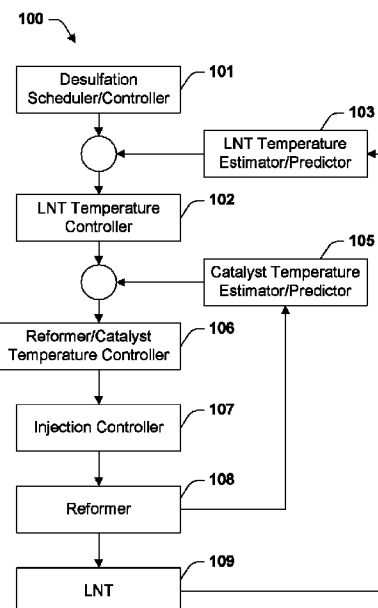 100
Desulfation
Scheduler/Controller
101
103
LNT Temperature
Estimator/Predictor
LNT Temperature
Controller
102
105
Catalyst Temperature
Estimator/Predictor
Reformer/Catalyst
Temperature Controller
106
Injection Controller
107
Reformer
108
LNT
109